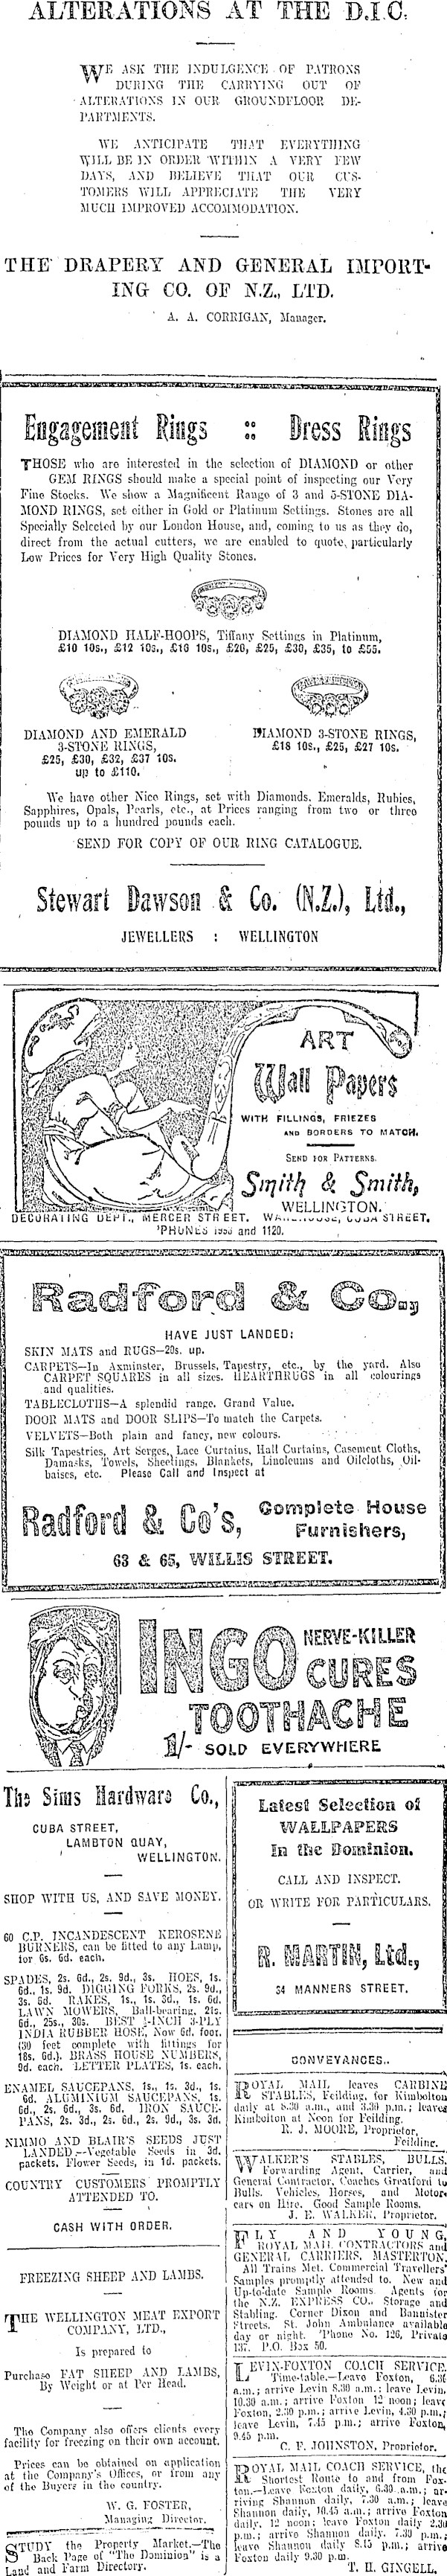 ALTERATIONS AT THE D.I.C.
WE ASK THE INDULGENCE OF PATRONS
DURING THE CARRYING OUT OF
ALTERATIONS IN OUR GROUNDFLOOR DE-
PARTMENTS.
WE ANTICIPATE THAT EVERYTHING
WILL BE IN ORDER WITHIN A VERY FEW
DAYS, AND BELIEVE THAT OUR CUS-
TOMERS WILL APPRECIATE THE VERY
MUCH IMPROVED ACCOMMODATION.
THE DRAPERY AND GENERAL IMPORT-
ING CO. OF N.Z., LTD.
A. A. CORRIGAN, Manager.
Engagement Rings :: Dress Rings
THOSE who are interested in the selection of DIAMOND or other
GEM RINGS should make a special point of inspecting our Very
Fine Stocks. We show a Magnificent Range of 3 and 5-STONE DIA-
MOND RINGS, set either in Gold or Platinum Settings. Stones are all
Specially Selected by our London House, and, coming to us as they do,
direct from the actual cutters, we are enabled to quote particularly
Low Prices for Very High Quality Stones.
DIAMOND HALF-HOOPS, Tiffany Settings in Platinum,
£10 10s., £12 10s., £16 10s., £20, £25, £30, £35, to £55.
DIAMOND AND EMERALD
3-STONE RINGS,
£25, £30, £32, £37 10s.
up to £110.
DIAMOND 3-STONE RINGS,
£18 10s., £25, £27 10s.
We have other Nice Rings, set with Diamonds, Emeralds, Rubies,
Sapphires, Opals, Pearls, etc., at Prices ranging from two or three
pounds up to a hundred pounds each.
SEND FOR COPY OF OUR RING CATALOGUE.
Stewart Dawson & Co. (N.Z.), Ltd.,
JEWELLERS : WELLINGTON
ART
Wall Papers
WITH FILLINGS, FRIEZES
AND BORDERS TO MATCH.
SEND FOR PATTERNS.
Smith & Smith,
WELLINGTON.
DECORATING DEPT., MERCER STREET. WAREHOUSE, CUBA STREET.
'PHONES and 1120.
Radford & Co.,
HAVE JUST LANDED:
SKIN MATS and RUGS—20s. up.
CARPETS—In Axminster, Brussels, Tapestry, etc., by the yard. Also
CARPET SQUARES in all sizes. HEARTHRUGS in all colourings
and qualities.
TABLECLOTHS—A splendid range. Grand Value.
DOOR MATS and DOOR SLIPS—To match the Carpets.
VELVETS—Both plain and fancy, new colours.
Silk Tapestries, Art Serges, Lace Curtains, Hall Curtains, Casement Cloths,
Damasks, Towels, Sheetings, Blankets, Linoleums and Oilcloths, Oil-
baises, etc. Please Call and Inspect at
Radford & Co's, Complete House
Furnishers,
63 & 65, WILLIS STREET.
INGO NERVE-KILLER
CURES
TOOTHACHE
1/- SOLD EVERYWHERE
The Sims Hardware Co.,
CUBA STREET,
LAMBTON QUAY,
WELLINGTON.
SHOP WITH US, AND SAVE MONEY.
60 C.P. INCANDESCENT KEROSENE
BURNERS, can be fitted to any Lamp,
for 6s. 6d. each.
SPADES, 2s. 6d., 2s. 9d., 3s. HOES, 1s.
6d., 1s. 9d. DIGGING FORKS, 2s. 9d.,
3s. 6d. RAKES, 1s., 1s. 3d., 1s. 6d.
LAWN MOWERS, Ball-bearing, 21s.
6d., 25s., 30s. BEST ½-INCH 3-PLY
INDIA RUBBER HOSE, Now 6d. foot.
(30 feet complete with fittings for
18s. 6d.). BRASS HOUSE NUMBERS,
9d. each. LETTER PLATES, 1s. each.
ENAMEL SAUCEPANS, 1s., 1s. 3d., 1s.
6d. ALUMINIUM SAUCEPANS, 1s.
6d., 2s. 6d., 3s. 6d. IRON SAUCE-
PANS, 2s. 3d., 2s. 6d., 2s. 9d., 3s. 3d.
NIMMO AND BLAIR'S SEEDS JUST
LANDED.—Vegetable Seeds in 3d.
packets. Flower Seeds, in 1d. packets.
COUNTRY CUSTOMERS PROMPTLY
ATTENDED TO.
CASH WITH ORDER.
FREEZING SHEEP AND LAMBS.
THE WELLINGTON MEAT EXPORT
COMPANY, LTD.,
Is prepared to
Purchase FAT SHEEP AND LAMBS,
By Weight or at Per Head.
The Company also offers clients every
facility for freezing on their own account.
Prices can be obtained on application
at the Company's Offices, or from any
of the Buyers in the country.
W. G. FOSTER,
Managing Director.
STUDY the Property Market.—The
Back Page of "The Dominion" is a
Land and Farm Directory.
Latest Selection of
WALLPAPERS
In the Dominion.
CALL AND INSPECT.
OR WRITE FOR PARTICULARS.
R. MARTIN, Ltd.,
34 MANNERS STREET.
CONVEYANCES.
ROYAL MAIL leaves CARBINE
STABLES, Feilding, for Kimbolton
daily at 8.30 a.m., and 3.30 p.m.; leaves
Kimbolton at Noon for Feilding.
R. J. MOORE, Proprietor,
Feilding.
WALKER'S STABLES, BULLS.
Forwarding Agent, Carrier, and
General Contractor. Coaches Greatford to
Bulls. Vehicles, Horses, and Motor-
cars on Hire. Good Sample Rooms.
J. E. WALKER, Proprietor.
FLY AND YOUNG,
ROYAL MAIL CONTRACTORS and
GENERAL CARRIERS, MASTERTON.
All Trains Met. Commercial Travellers'
Samples promptly attended to. New and
Up-to-date Sample Rooms. Agents for
the N.Z. EXPRESS CO. Storage and
Stabling. Corner Dixon and Bannister
Streets. St. John Ambulance available
day or night. 'Phone No. 126, Private
137. P.O. Box 50.
LEVIN-FOXTON COACH SERVICE.
Time-table.—Leave Foxton, 6.30
a.m.; arrive Levin 8.30 a.m.; leave Levin,
10.30 a.m.; arrive Foxton 12 noon; leave
Foxton, 2.30 p.m.; arrive Levin, 4.30 p.m.;
leave Levin, 7.45 p.m.; arrive Foxton,
9.45 p.m.
C. F. JOHNSTON, Proprietor.
ROYAL MAIL COACH SERVICE, the
Shortest Route to and from Fox-
ton.—Leave Foxton daily, 6.30 a.m.; ar-
riving Shannon daily, 7.30 a.m.; leave
Shannon daily, 10.45 a.m.; arrive Foxton
daily, 12 noon; leave Foxton daily 2.30
p.m.; arrive Shannon daily, 7.30 p.m.;
leave Shannon daily 8.15 p.m.; arrive
Foxton daily 9.30 p.m.
T. H. GINGELL.